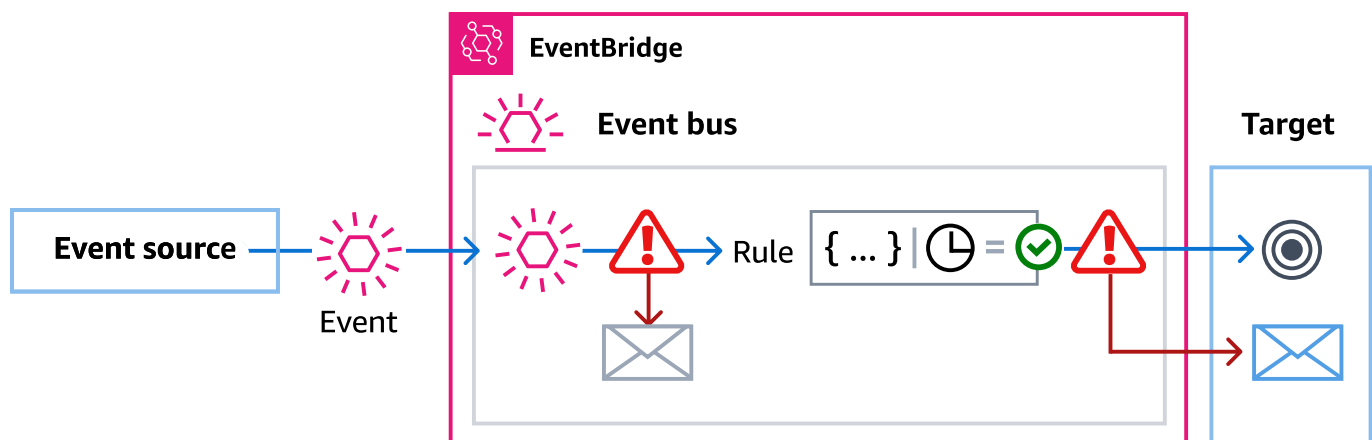 EventBridge
Event bus
Target
Event source
Event
Rule
{ ... } | =